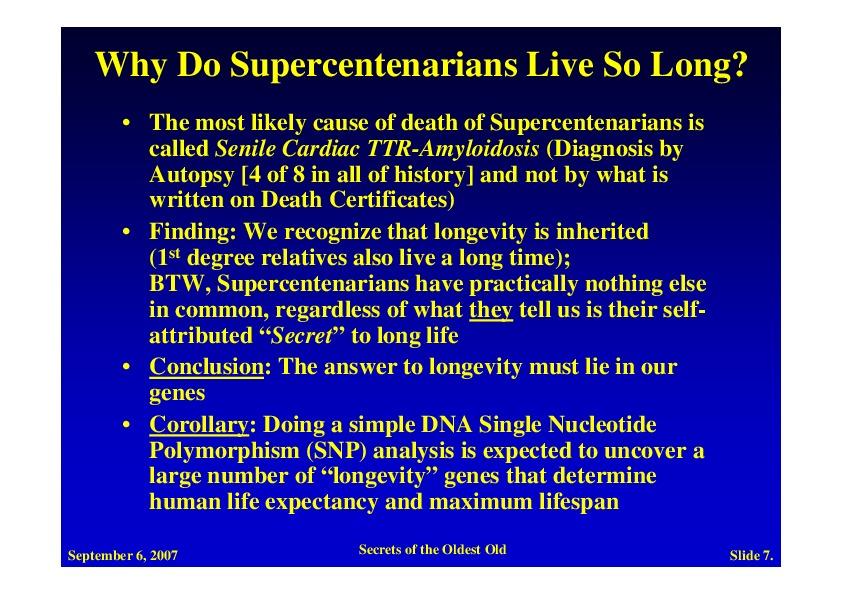 Why Do Supercentenarians Live So Long?
• The most likely cause of death of Supercentenarians is
called Senile Cardiac TTR-Amyloidosis (Diagnosis by
Autopsy [4 of 8 in all of history] and not by what is
written on Death Certificates)
• Finding: We recognize that longevity is inherited
(1st degree relatives also live a long time);
BTW, Supercentenarians have practically nothing else
in common, regardless of what they tell us is their self-
attributed “Secret” to long life
• Conclusion: The answer to longevity must lie in our
genes
• Corollary: Doing a simple DNA Single Nucleotide
Polymorphism (SNP) analysis is expected to uncover a
large number of “longevity” genes that determine
human life expectancy and maximum lifespan
September 6, 2007
Secrets of the Oldest Old
Slide 7.